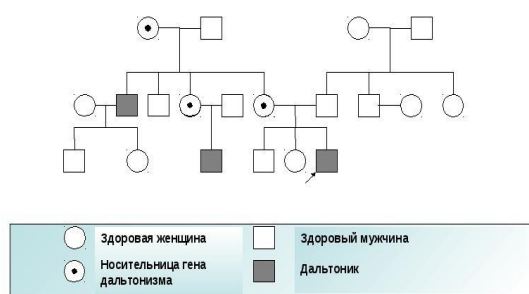 Здоровая женщина
Здоровый мужчина
Носительница гена
дальтонизма
Дальтоник